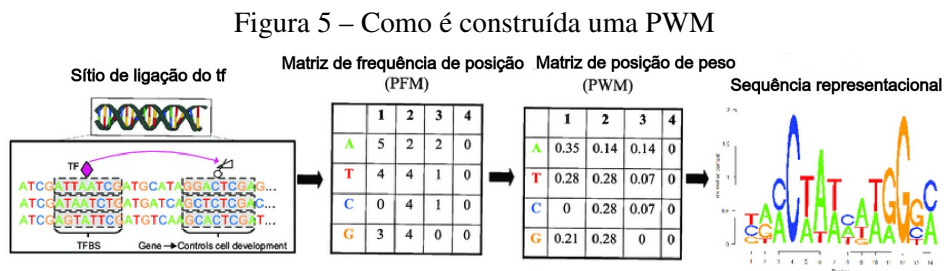 Figura 5 – Como é construída uma PWM
Sítio de ligação do tf
TF
ATCGATTAATCGATGCATAGGACTCGAG...
ATCGATAATCTGATGATCAGCTCTCGAC...
ATCGAGTATTCGATGTCAAGCACTCGAT...
TFBS
Gene → Controls cell development
Matriz de frequência de posição
(PFM)
1 2 3 4
A 5 2 2 0
T 4 4 1 0
C 0 4 1 0
G 3 4 0 0
Matriz de posição de peso
(PWM)
1 2 3 4
A 0.35 0.14 0.14 0
T 0.28 0.28 0.07 0
C 0 0.28 0.07 0
G 0.21 0.28 0 0
Sequência representacional